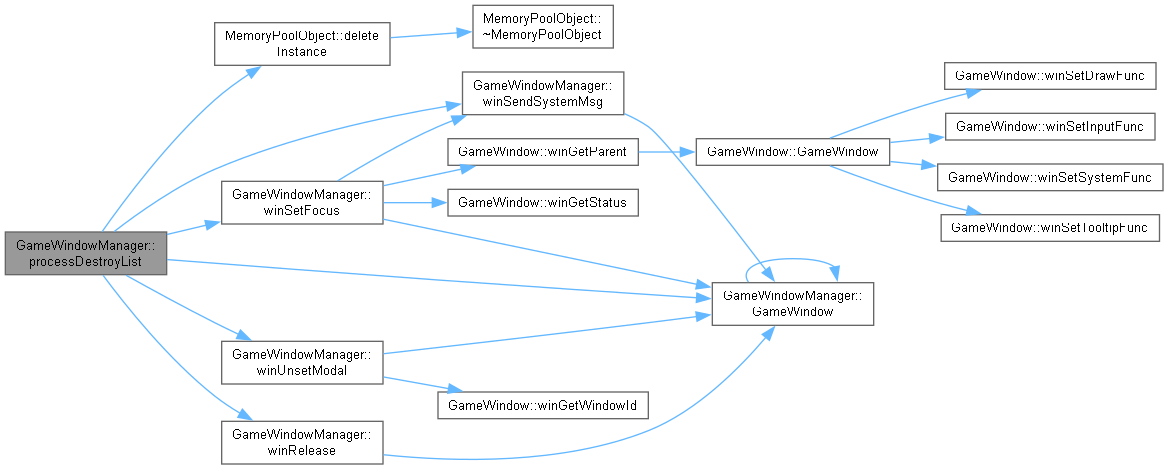 MemoryPoolObject::
~MemoryPoolObject
MemoryPoolObject::delete
Instance
GameWindowManager::
winSendSystemMsg
GameWindow::winSetDrawFunc
GameWindow::winSetInputFunc
GameWindow::winGetParent
GameWindow::GameWindow
GameWindow::winSetSystemFunc
GameWindowManager::
winSetFocus
GameWindow::winGetStatus
GameWindow::winSetTooltipFunc
GameWindowManager::
processDestroyList
GameWindowManager::
GameWindow
GameWindowManager::
winUnsetModal
GameWindow::winGetWindowId
GameWindowManager::
winRelease